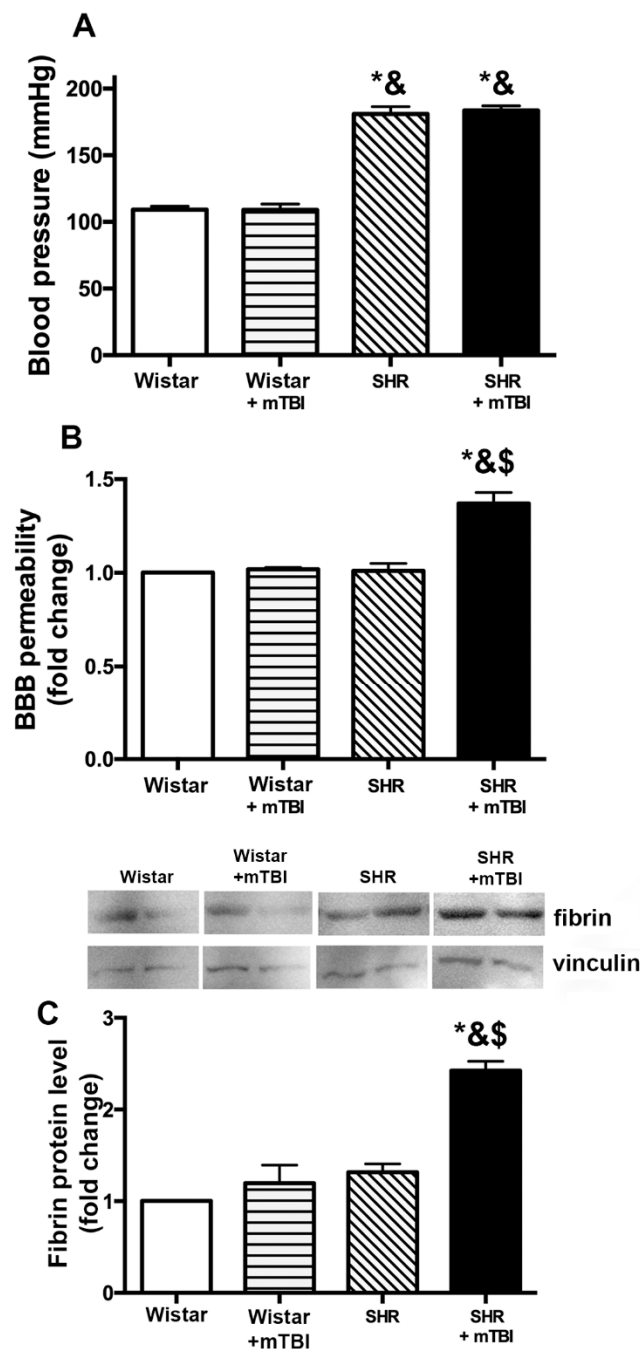 A
Blood pressure (mmHg)
200
150
100
50
0
*& *&
Wistar Wistar + mTBI SHR SHR + mTBI
B
BBB permeability
(fold change)
1.5
1.0
0.5
0.0
*&$
Wistar Wistar + mTBI SHR SHR + mTBI
Wistar Wistar +mTBI SHR SHR +mTBI
fibrin
vinculin
C
Fibrin protein level
(fold change)
3
2
1
0
*&$
Wistar Wistar +mTBI SHR SHR + mTBI